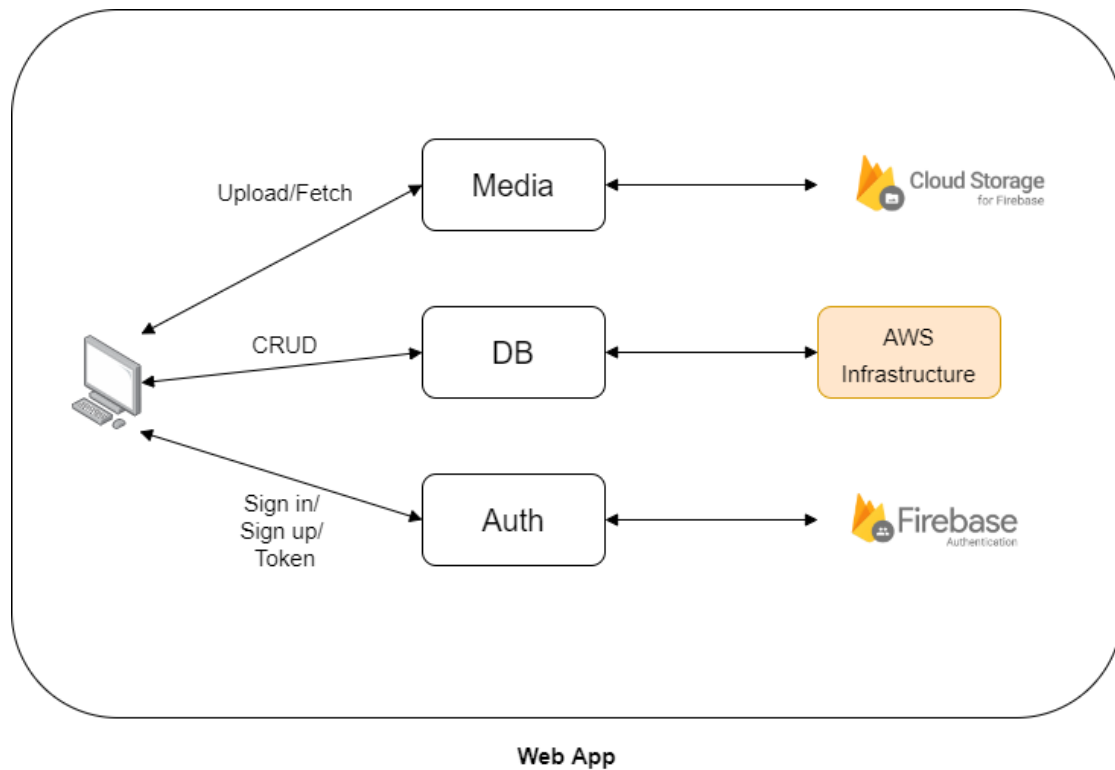 Upload/Fetch
Media
Cloud Storage
for Firebase
CRUD
DB
AWS
Infrastructure
Sign in/
Sign up/
Token
Auth
Firebase
Authentication
Web App